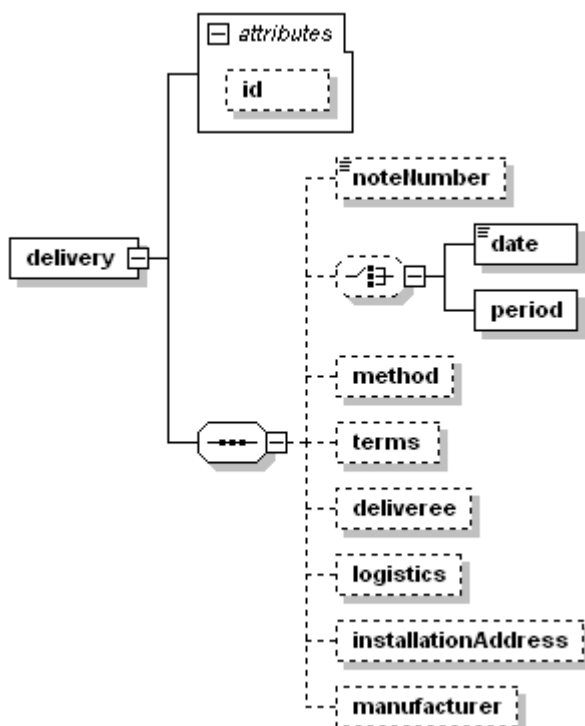 attributes
id
noteNumber
date
delivery
period
method
terms
deliveree
logistics
installationAddress
manufacturer